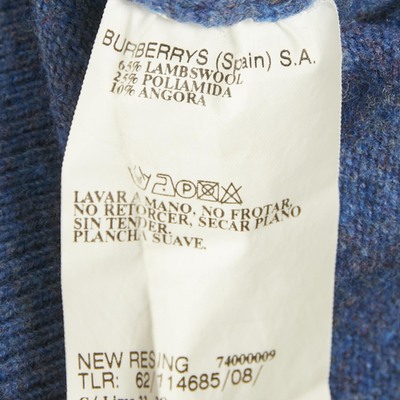 BURBERRYS (Spain) S.A.
65% LAMBSWOOL
25% POLIAMIDA
10% ANGORA
LAVAR A MANO, NO FROTAR,
NO RETORCER, SECAR PLANO
SIN TENDER.
PLANCHA SUAVE.
NEW RESING 74000009
TLR: 62/114685/08/